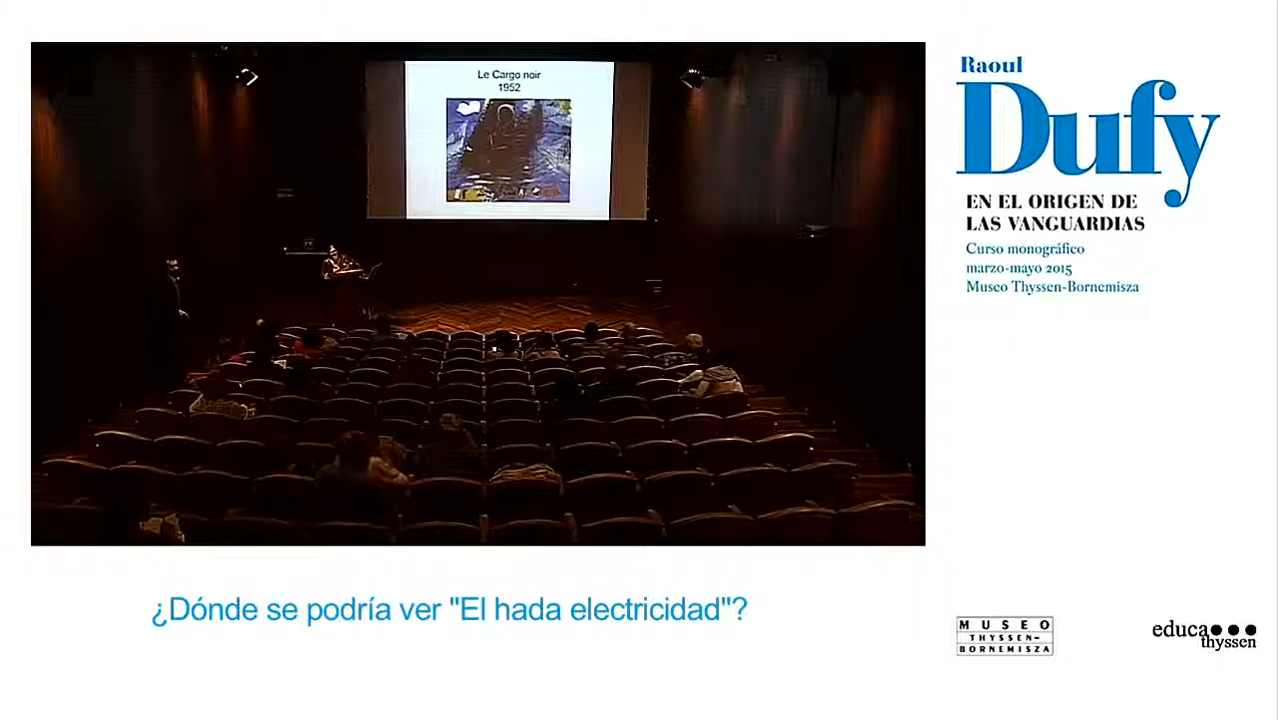 Le Cargo noir
1952
Raoul
Dufy
EN EL ORIGEN DE
LAS VANGUARDIAS
Curso monográfico
marzo-mayo 2015
Museo Thyssen-Bornemisza
¿Dónde se podría ver "El hada electricidad"?
MUSEO
THYSSEN-
BORNEMISZA
educa
thyssen